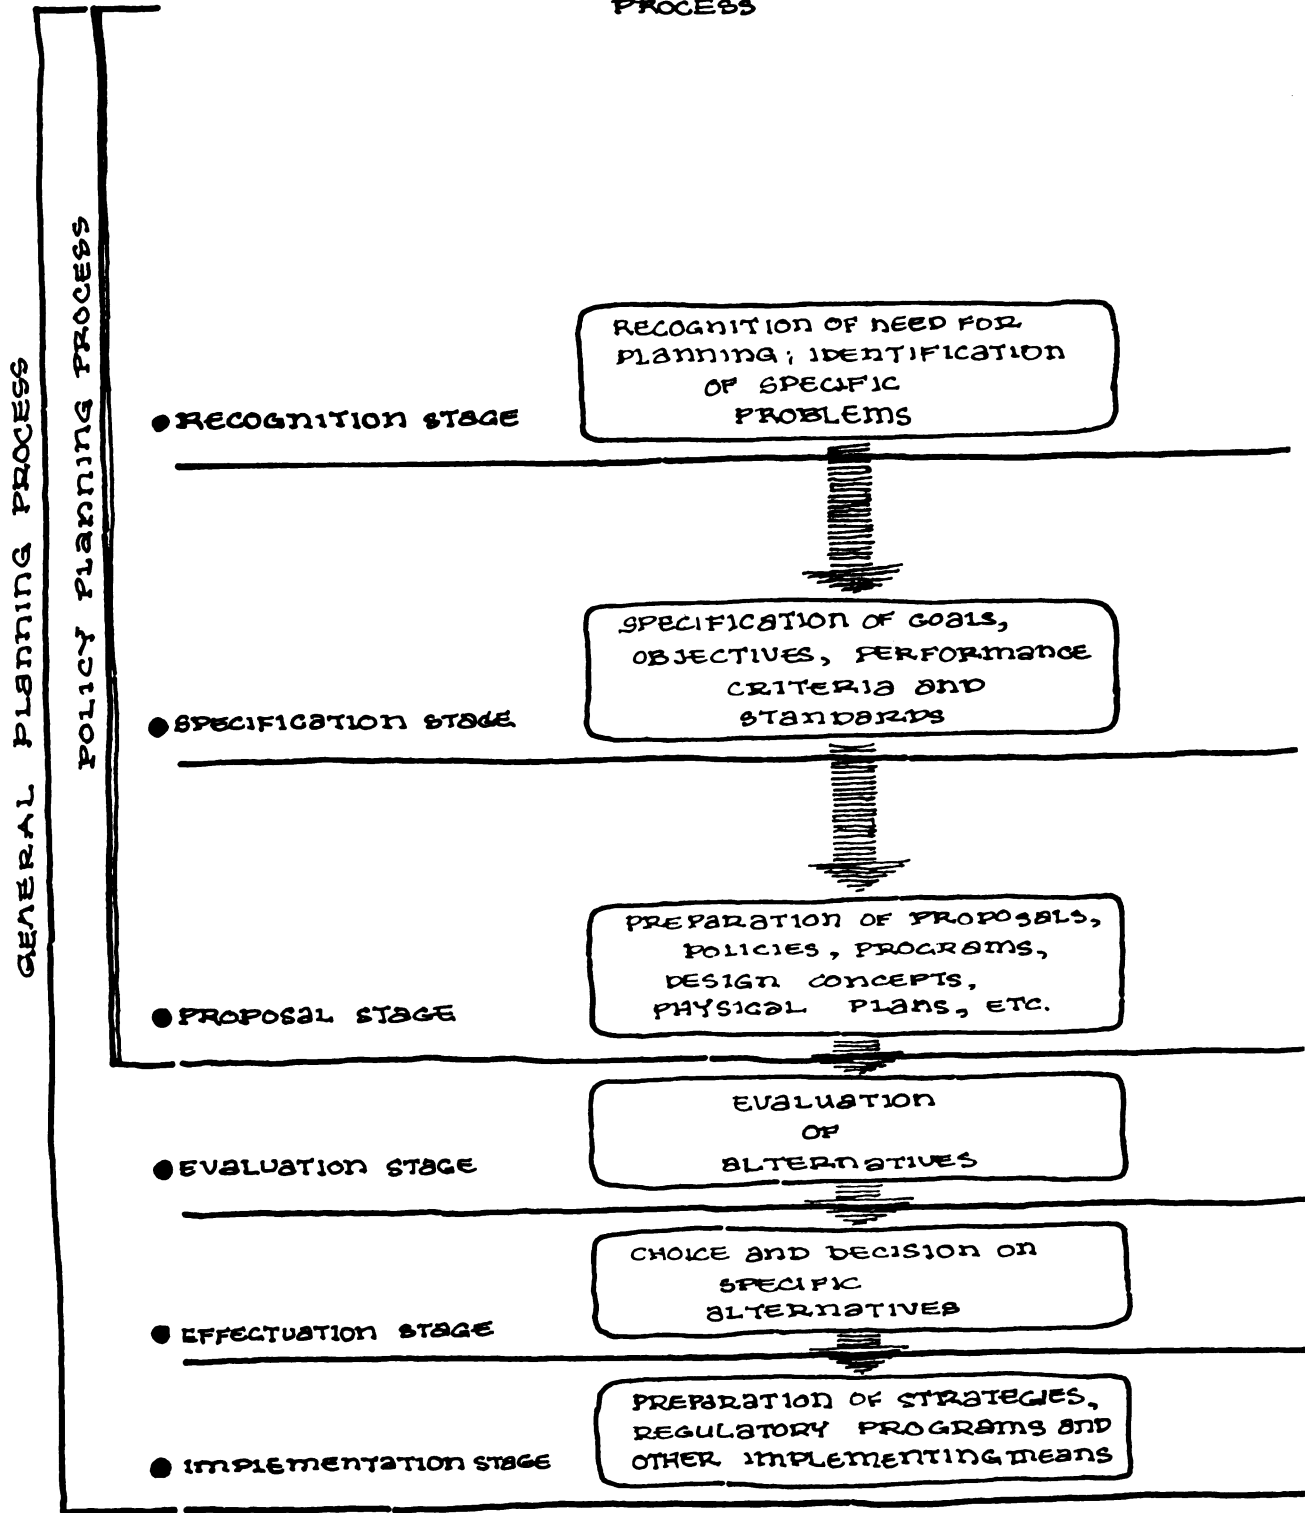 PROCESS
GENERAL PLANNING PROCESS
POLICY PLANNING PROCESS
RECOGNITION OF NEED FOR
PLANNING; IDENTIFICATION
OF SPECIFIC
PROBLEMS
● RECOGNITION STAGE
SPECIFICATION OF GOALS,
OBJECTIVES, PERFORMANCE
CRITERIA AND
STANDARDS
● SPECIFICATION STAGE
PREPARATION OF PROPOSALS,
POLICIES, PROGRAMS,
DESIGN CONCEPTS,
PHYSICAL PLANS, ETC.
● PROPOSAL STAGE
EVALUATION
OF
ALTERNATIVES
● EVALUATION STAGE
CHOICE AND DECISION ON
SPECIFIC
ALTERNATIVES
● EFFECTUATION STAGE
PREPARATION OF STRATEGIES,
REGULATORY PROGRAMS AND
OTHER IMPLEMENTING MEANS
● IMPLEMENTATION STAGE